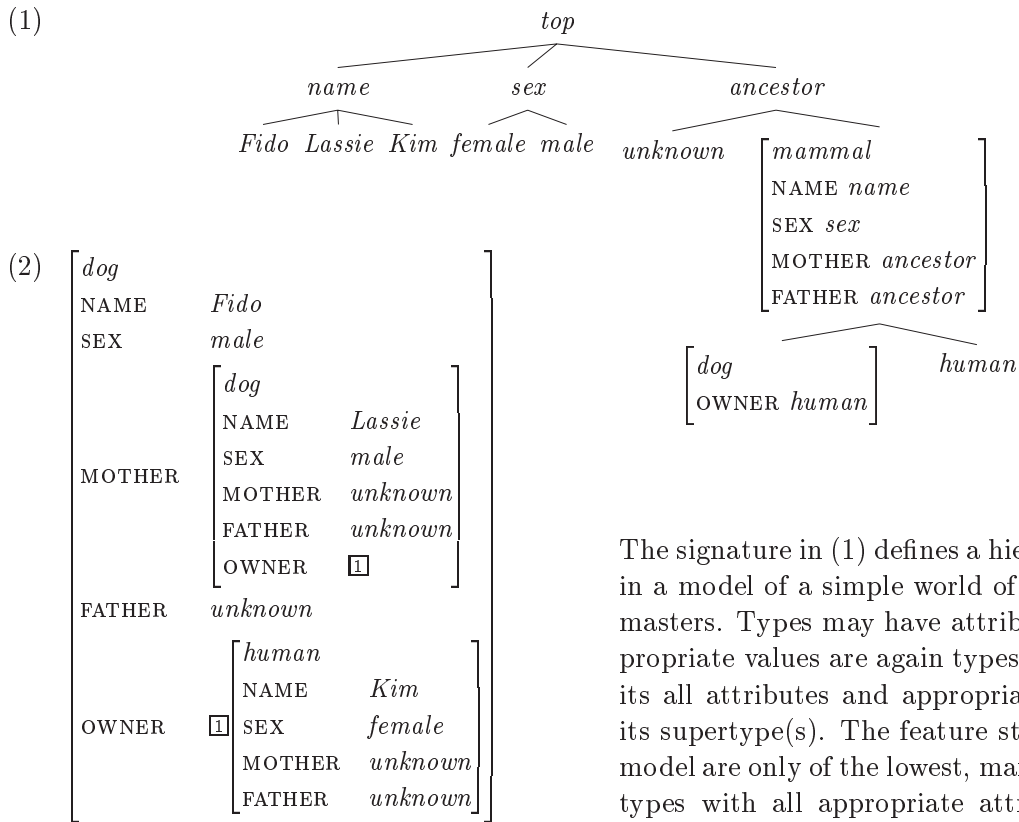 (1)
top
name sex ancestor
Fido Lassie Kim female male unknown
mammal
NAME name
SEX sex
MOTHER ancestor
FATHER ancestor
dog
OWNER human
human
(2)
dog
NAME Fido
SEX male
MOTHER
dog
NAME Lassie
SEX male
MOTHER unknown
FATHER unknown
OWNER 1
FATHER unknown
OWNER 1
human
NAME Kim
SEX female
MOTHER unknown
FATHER unknown
The signature in (1) defines a hie
in a model of a simple world of
masters. Types may have attrib
propriate values are again types
its all attributes and appropria
its supertype(s). The feature st
model are only of the lowest, ma
types with all appropriate attr